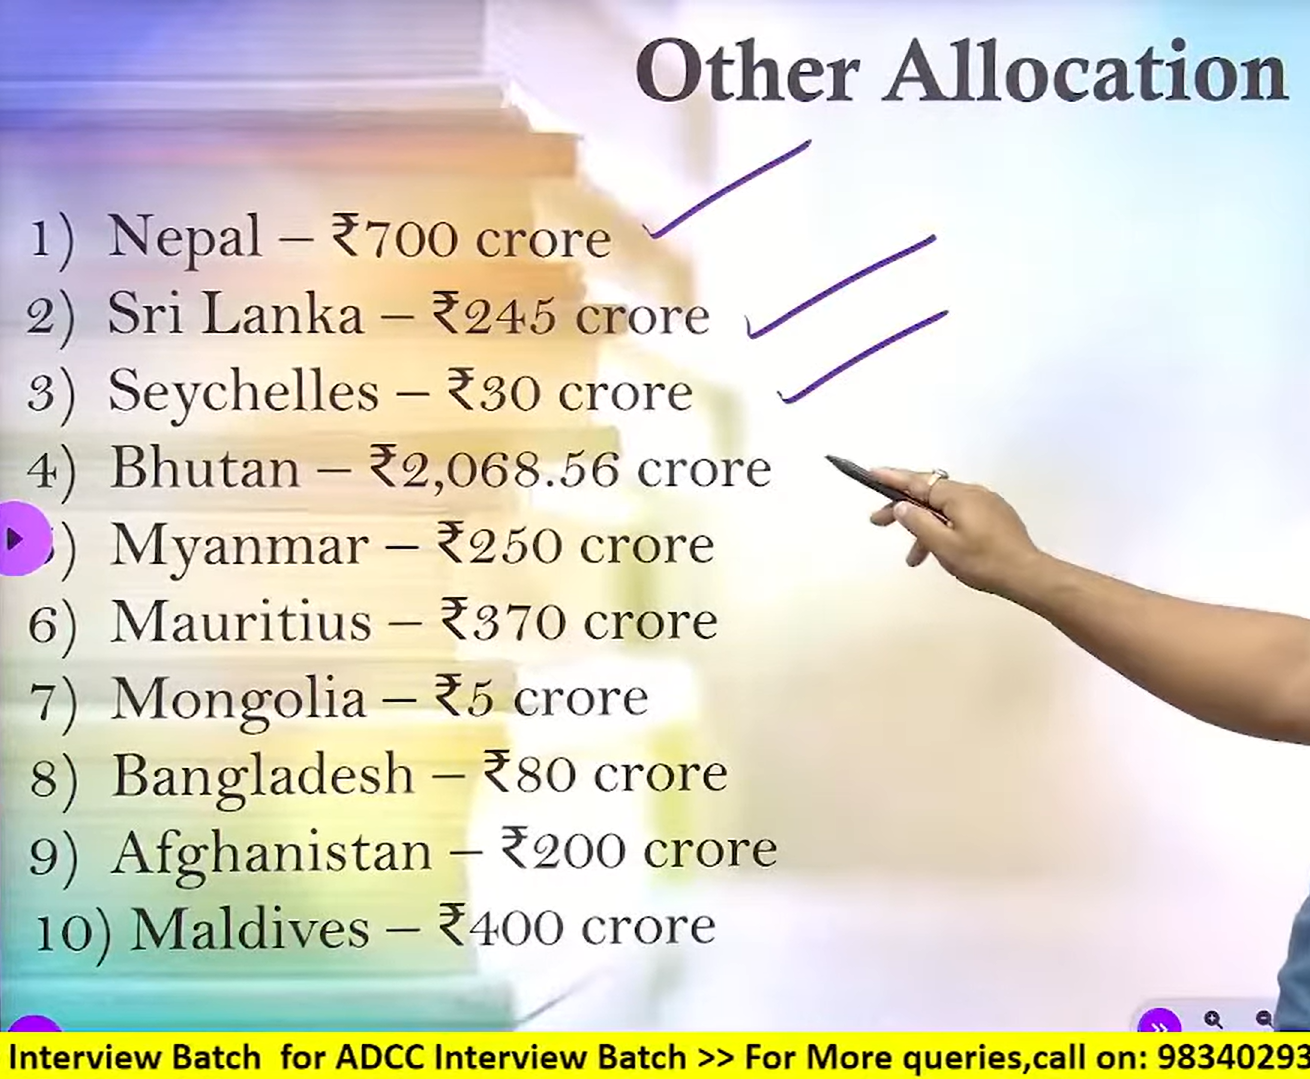 Other Allocation
1) Nepal – ₹700 crore
2) Sri Lanka – ₹245 crore
3) Seychelles – ₹30 crore
4) Bhutan – ₹2,068.56 crore
) Myanmar – ₹250 crore
6) Mauritius – ₹370 crore
7) Mongolia – ₹5 crore
8) Bangladesh – ₹80 crore
9) Afghanistan – ₹200 crore
10) Maldives – ₹400 crore
Interview Batch for ADCC Interview Batch >> For More queries,call on: 98340293